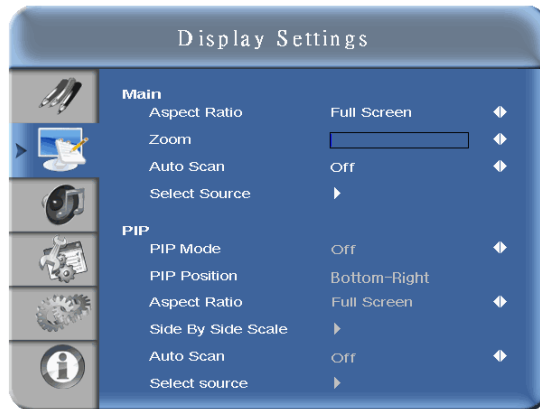 Display Settings
Main
Aspect Ratio Full Screen
Zoom
Auto Scan Off
Select Source
PIP
PIP Mode Off
PIP Position Bottom-Right
Aspect Ratio Full Screen
Side By Side Scale
Auto Scan Off
Select source